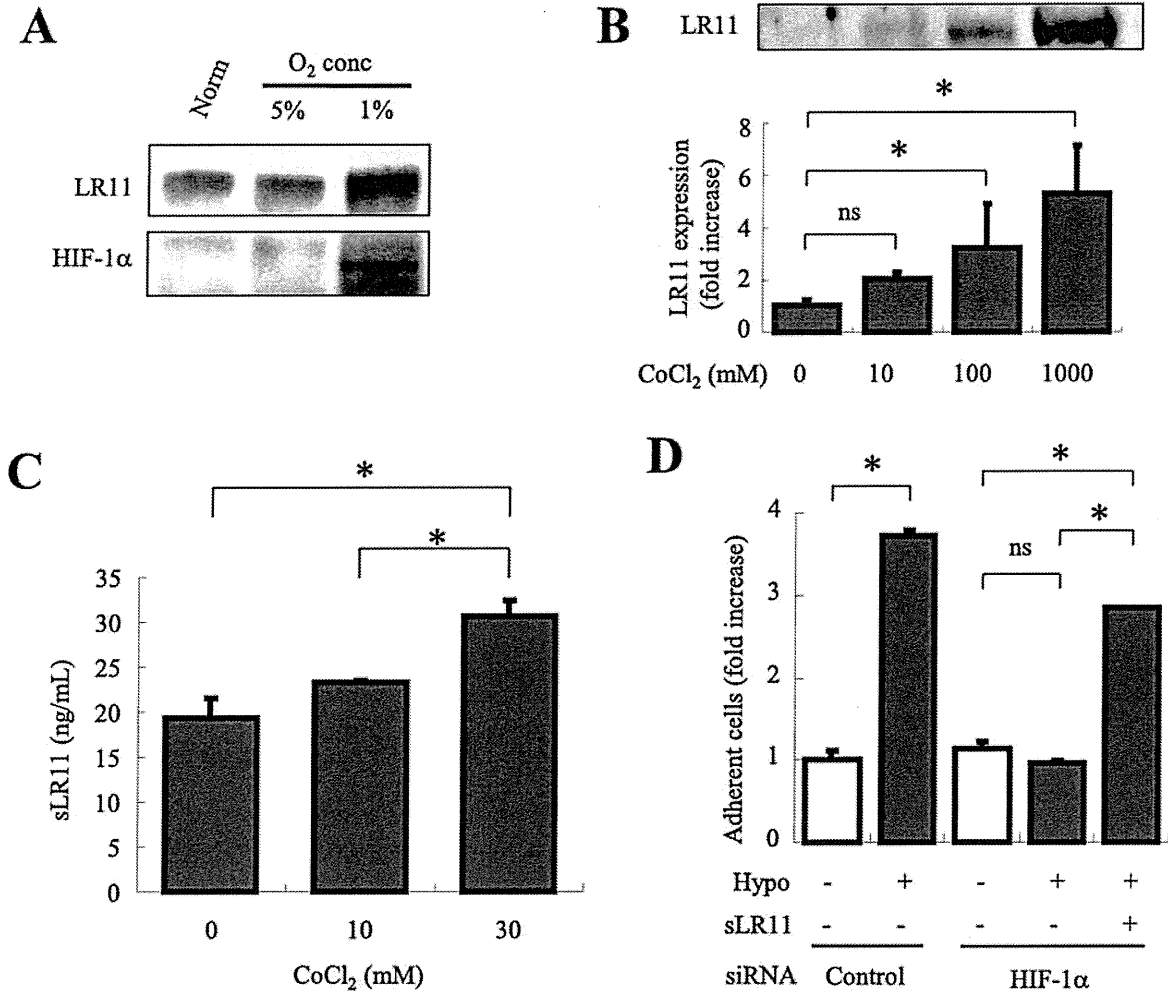 A
O₂ conc
Norm
5%
1%
LR11
HIF-1α
B
LR11
*
*
ns
LR11 expression
(fold increase)
8
6
4
2
0
CoCl₂ (mM)
0
10
100
1000
C
*
*
sLR11 (ng/mL)
35
30
25
20
15
10
5
0
0
10
30
CoCl₂ (mM)
D
*
*
*
ns
Adherent cells (fold increase)
4
3
2
1
0
Hypo - + - + +
sLR11 - - - - +
siRNA Control HIF-1α